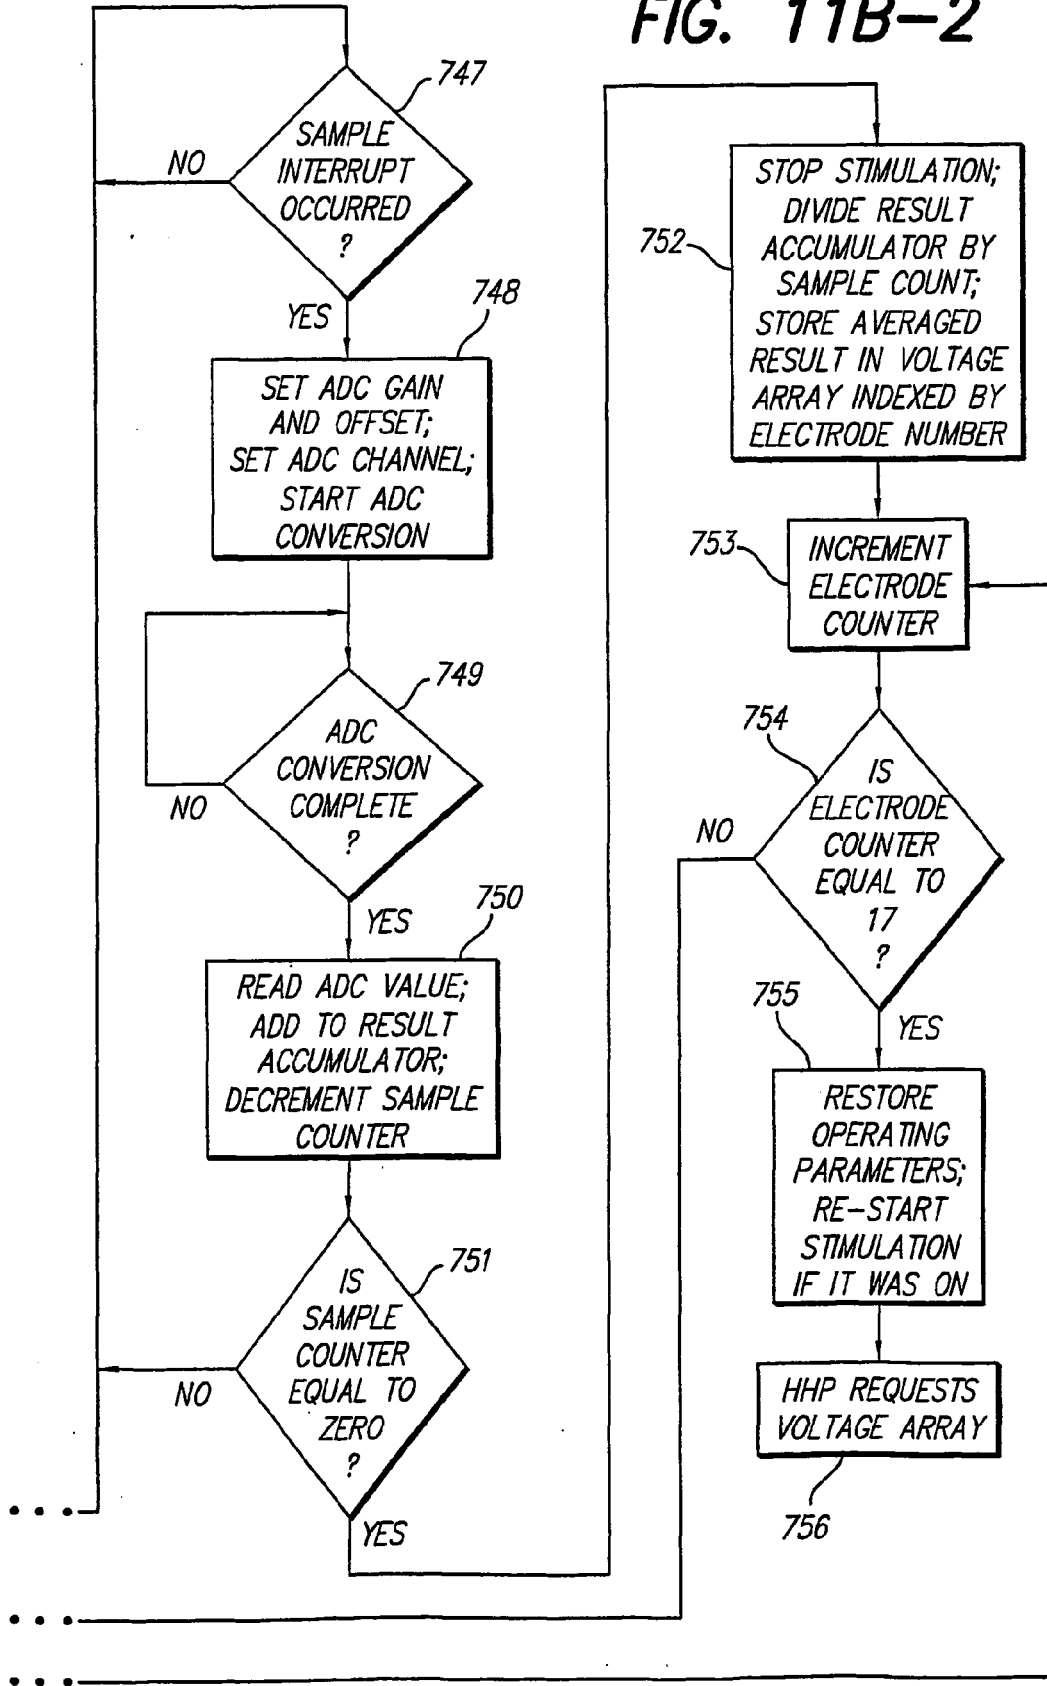 FIG. 11B-2
747
SAMPLE
INTERRUPT
OCCURRED
?
NO
YES
748
SET ADC GAIN
AND OFFSET;
SET ADC CHANNEL;
START ADC
CONVERSION
749
ADC
CONVERSION
COMPLETE
?
NO
YES
750
READ ADC VALUE;
ADD TO RESULT
ACCUMULATOR;
DECREMENT SAMPLE
COUNTER
751
IS
SAMPLE
COUNTER
EQUAL TO
ZERO
?
NO
YES
752
STOP STIMULATION;
DIVIDE RESULT
ACCUMULATOR BY
SAMPLE COUNT;
STORE AVERAGED
RESULT IN VOLTAGE
ARRAY INDEXED BY
ELECTRODE NUMBER
753
INCREMENT
ELECTRODE
COUNTER
754
IS
ELECTRODE
COUNTER
EQUAL TO
17
?
NO
YES
755
RESTORE
OPERATING
PARAMETERS;
RE-START
STIMULATION
IF IT WAS ON
HHP REQUESTS
VOLTAGE ARRAY
756